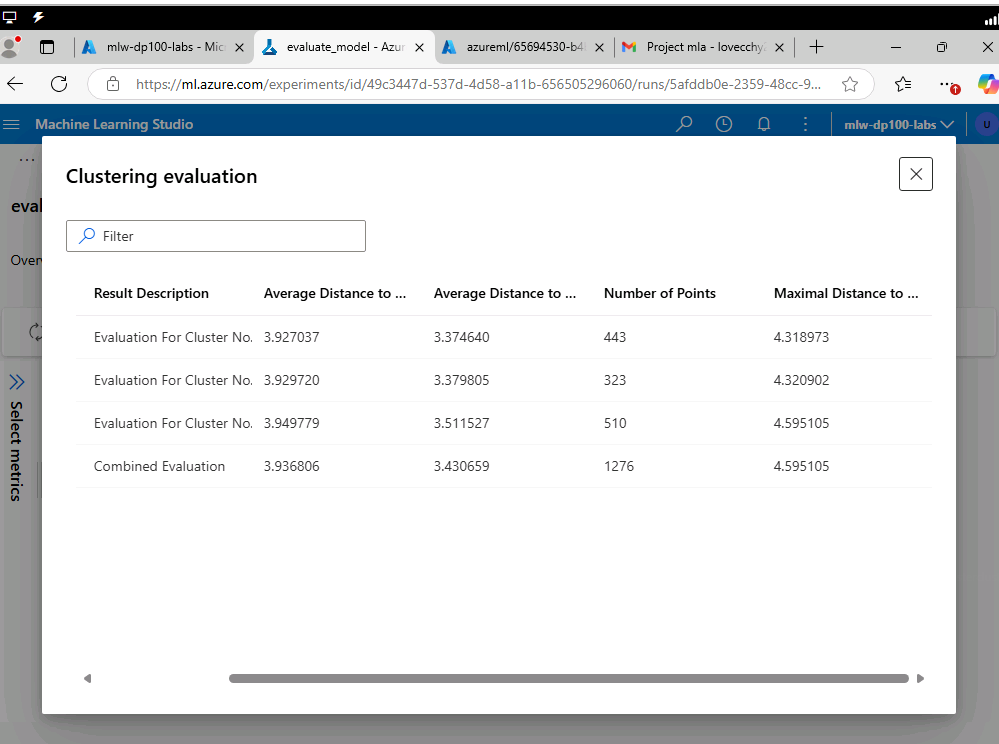 mlw-dp100-labs - Mic
evaluate_model - Azur
azureml/65694530-b4
Project mla - lovecchy
https://ml.azure.com/experiments/id/49c3447d-537d-4d58-a11b-656505296060/runs/5afddb0e-2359-48cc-9...
Machine Learning Studio
mlw-dp100-labs
U
eval
Over
Select metrics
Clustering evaluation
Filter
Result Description Average Distance to ... Average Distance to ... Number of Points Maximal Distance to ...
Evaluation For Cluster No. 3.927037 3.374640 443 4.318973
Evaluation For Cluster No. 3.929720 3.379805 323 4.320902
Evaluation For Cluster No. 3.949779 3.511527 510 4.595105
Combined Evaluation 3.936806 3.430659 1276 4.595105